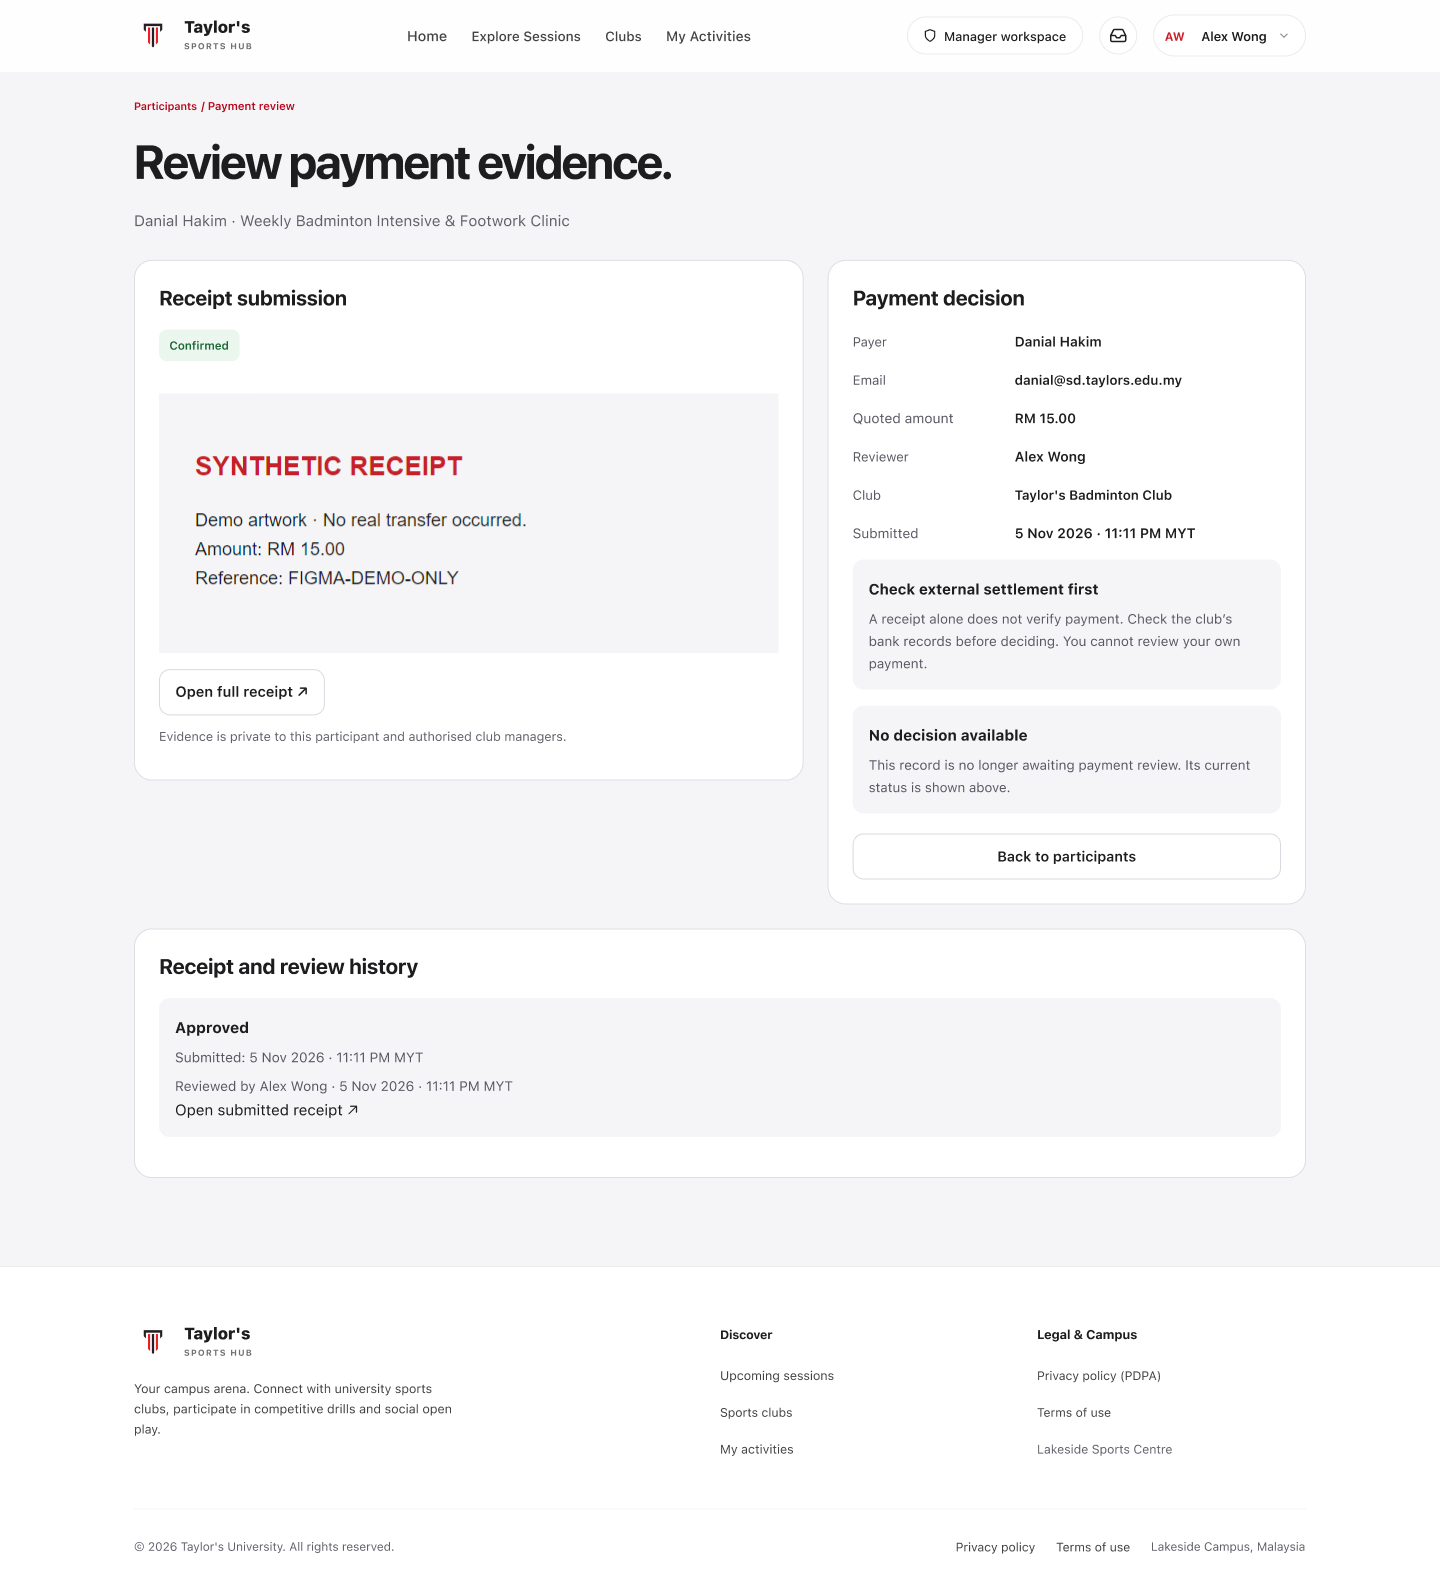 Taylor's
SPORTS HUB
Home
Explore Sessions
Clubs
My Activities
Manager workspace
AW
Alex Wong
Participants / Payment review
Review payment evidence.
Danial Hakim · Weekly Badminton Intensive & Footwork Clinic
Receipt submission
Confirmed
SYNTHETIC RECEIPT
Demo artwork · No real transfer occurred.
Amount: RM 15.00
Reference: FIGMA-DEMO-ONLY
Open full receipt ↗
Evidence is private to this participant and authorised club managers.
Payment decision
Payer
Danial Hakim
Email
danial@sd.taylors.edu.my
Quoted amount
RM 15.00
Reviewer
Alex Wong
Club
Taylor's Badminton Club
Submitted
5 Nov 2026 · 11:11 PM MYT
Check external settlement first
A receipt alone does not verify payment. Check the club’s
bank records before deciding. You cannot review your own
payment.
No decision available
This record is no longer awaiting payment review. Its current
status is shown above.
Back to participants
Receipt and review history
Approved
Submitted: 5 Nov 2026 · 11:11 PM MYT
Reviewed by Alex Wong · 5 Nov 2026 · 11:11 PM MYT
Open submitted receipt ↗
Taylor's
SPORTS HUB
Your campus arena. Connect with university sports
clubs, participate in competitive drills and social open
play.
Discover
Upcoming sessions
Sports clubs
My activities
Legal & Campus
Privacy policy (PDPA)
Terms of use
Lakeside Sports Centre
© 2026 Taylor's University. All rights reserved.
Privacy policy
Terms of use
Lakeside Campus, Malaysia